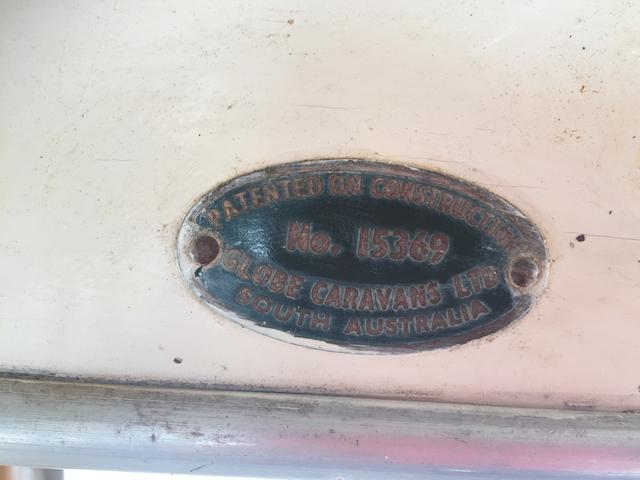 PATENTED ON CONSTRUCTION
No. 15369
GLOBE CARAVANS LTD
SOUTH AUSTRALIA